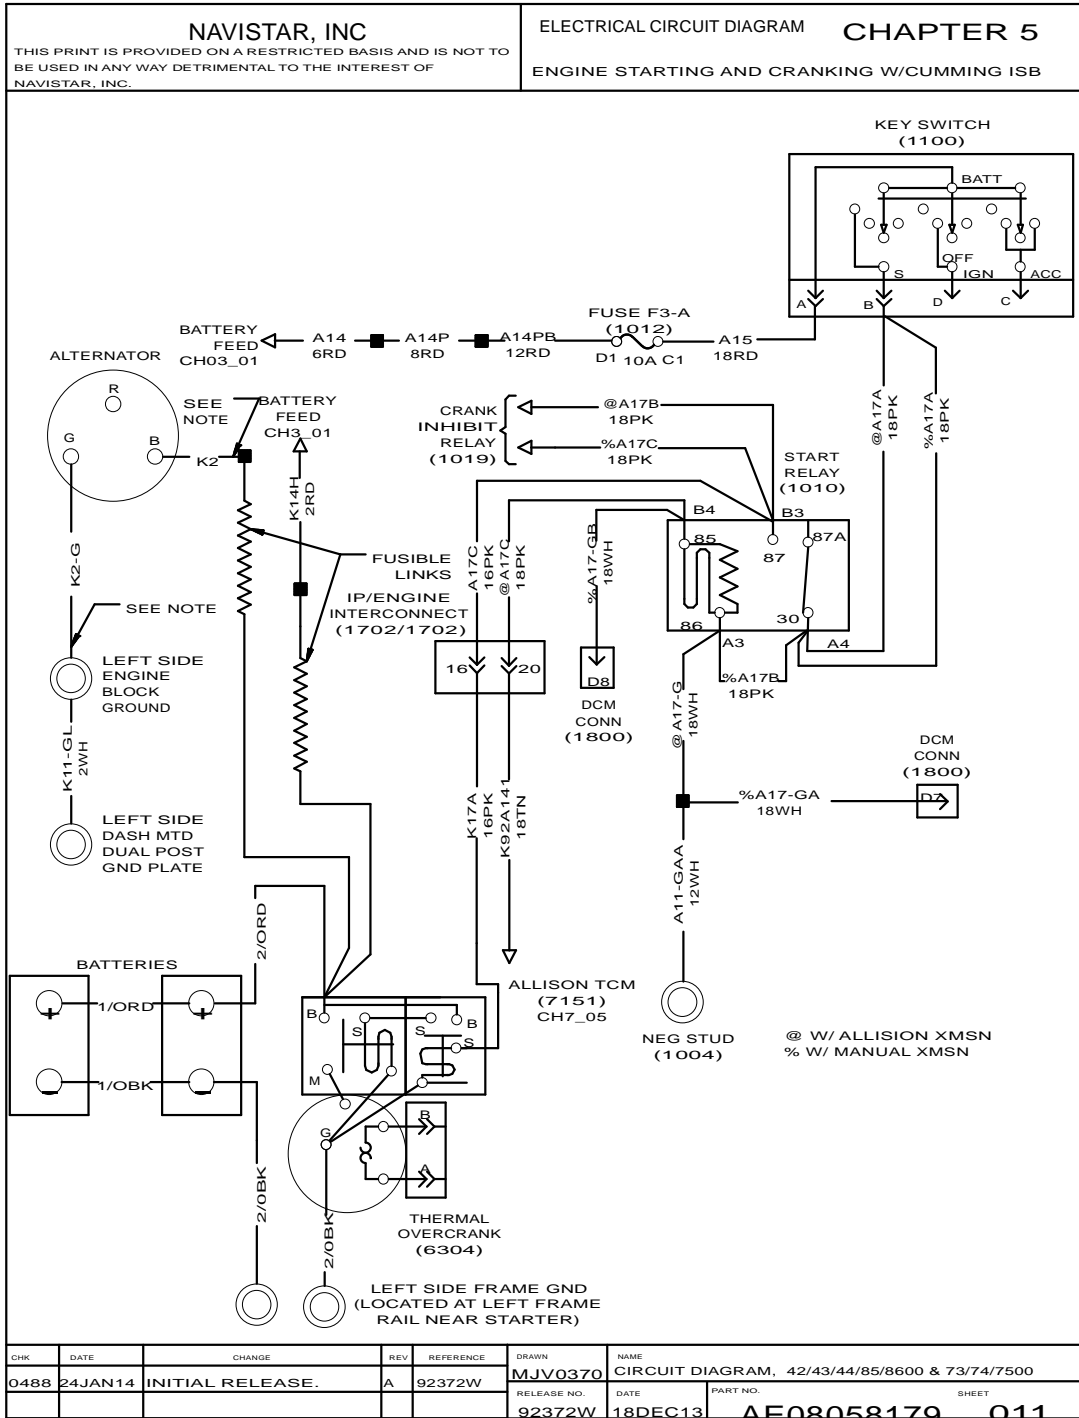 NAVISTAR, INC
THIS PRINT IS PROVIDED ON A RESTRICTED BASIS AND IS NOT TO
BE USED IN ANY WAY DETRIMENTAL TO THE INTEREST OF
NAVISTAR, INC.
ELECTRICAL CIRCUIT DIAGRAM
CHAPTER 5
ENGINE STARTING AND CRANKING W/CUMMING ISB
KEY SWITCH
(1100)
BATT
OFF
S
IGN
ACC
A
B
D
C
FUSE F3-A
(1012)
D1
10A
C1
BATTERY
FEED
CH03_01
A14
6RD
A14P
8RD
A14PB
12RD
A15
18RD
ALTERNATOR
R
G
B
K2
SEE
NOTE
BATTERY
FEED
CH3_01
K14H
2RD
CRANK
INHIBIT
RELAY
(1019)
@A17B
18PK
%A17C
18PK
@A17A
18PK
%A17A
18PK
START
RELAY
(1010)
B4
B3
85
87
87A
86
30
A3
A4
%A17B
18PK
K2-G
SEE NOTE
FUSIBLE
LINKS
IP/ENGINE
INTERCONNECT
(1702/1702)
16
20
A17C
16PK
@A17C
18PK
%A17-GB
18WH
D8
DCM
CONN
(1800)
@A17-G
18WH
LEFT SIDE
ENGINE
BLOCK
GROUND
K11-GL
2WH
LEFT SIDE
DASH MTD
DUAL POST
GND PLATE
K17A
16PK
K92A141
18TN
DCM
CONN
(1800)
D7
%A17-GA
18WH
A11-GAA
12WH
NEG STUD
(1004)
@ W/ ALLISION XMSN
% W/ MANUAL XMSN
ALLISON TCM
(7151)
CH7_05
BATTERIES
+
+
1/ORD
2/ORD
1/OBK
2/0BK
B
S
S
B
S
M
G
B
A
THERMAL
OVERCRANK
(6304)
2/0BK
LEFT SIDE FRAME GND
(LOCATED AT LEFT FRAME
RAIL NEAR STARTER)
CHK DATE CHANGE REV REFERENCE
0488 24JAN14 INITIAL RELEASE. A 92372W
DRAWN
MJV0370
NAME
CIRCUIT DIAGRAM, 42/43/44/85/8600 & 73/74/7500
RELEASE NO. DATE PART NO. SHEET
92372W 18DEC13 AE08058179 011